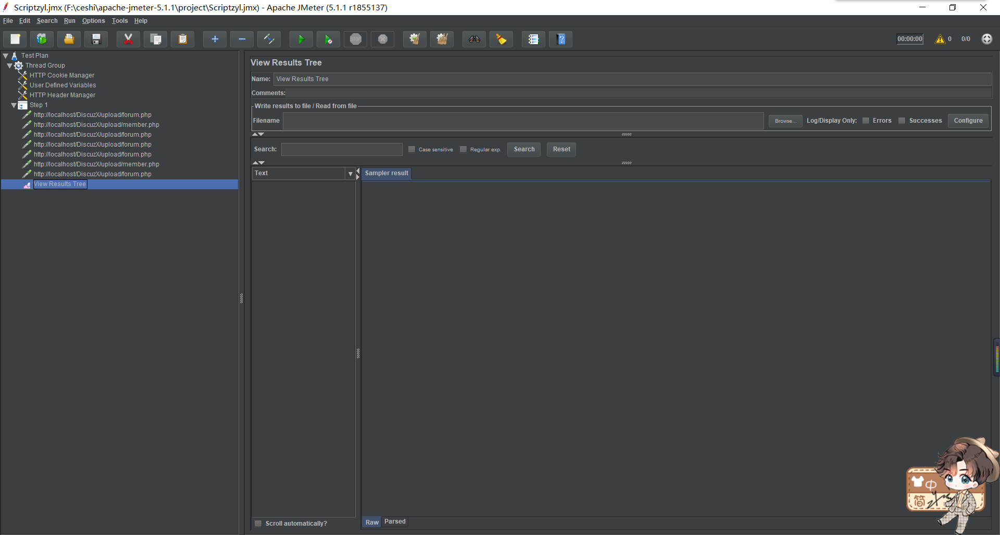 Scriptzyl.jmx (F:\ceshi\apache-jmeter-5.1.1\project\Scriptzyl.jmx) - Apache JMeter (5.1.1 r1855137)
File Edit Search Run Options Tools Help
STOP
00:00:00 0 0/0
Test Plan
Thread Group
HTTP Cookie Manager
User Defined Variables
HTTP Header Manager
Step 1
http://localhost/DiscuzX/upload/forum.php
http://localhost/DiscuzX/upload/member.php
http://localhost/DiscuzX/upload/forum.php
http://localhost/DiscuzX/upload/forum.php
http://localhost/DiscuzX/upload/forum.php
http://localhost/DiscuzX/upload/member.php
http://localhost/DiscuzX/upload/forum.php
View Results Tree
View Results Tree
Name: View Results Tree
Comments:
Write results to file / Read from file
Filename Browse... Log/Display Only: Errors Successes Configure
Search: Case sensitive Regular exp. Search Reset
Text
Sampler result
Scroll automatically?
Raw Parsed
中
简